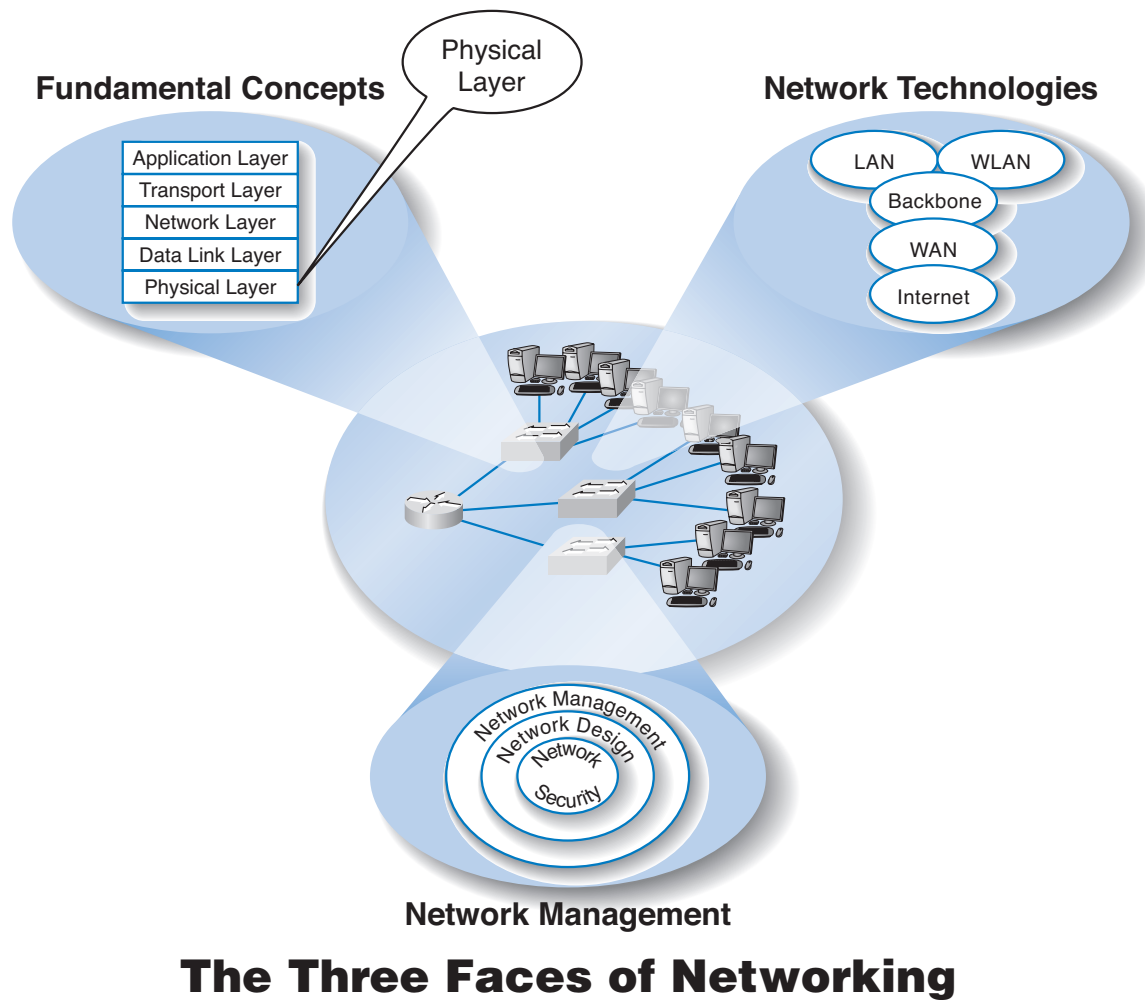 Physical
Layer
Fundamental Concepts
Network Technologies
Application Layer
Transport Layer
Network Layer
Data Link Layer
Physical Layer
LAN
WLAN
Backbone
WAN
Internet
Network Management
Network Design
Network
Security
Network Management
The Three Faces of Networking